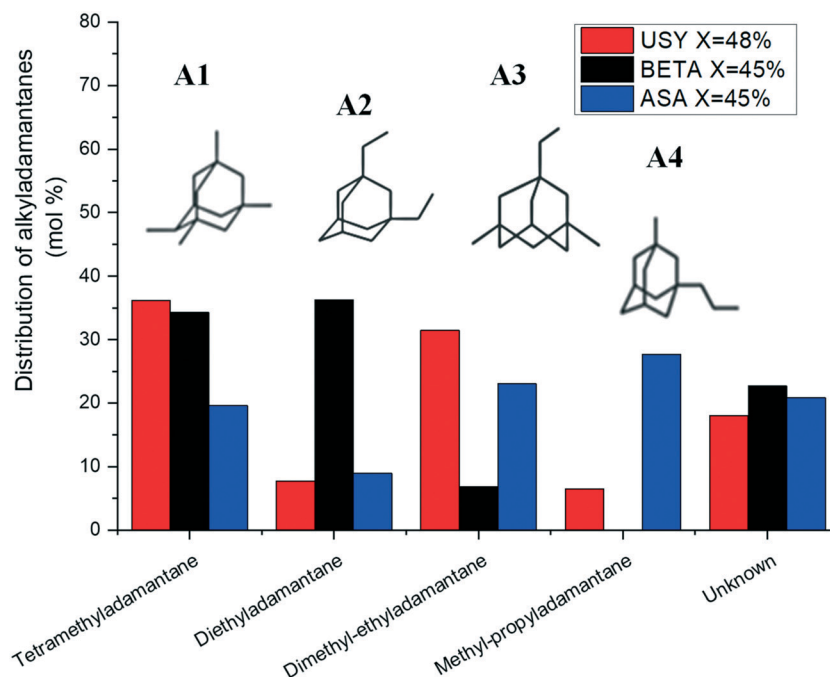 80
70
60
50
40
30
20
10
0
Distribution of alkyladamantanes
(mol %)
USY X=48%
BETA X=45%
ASA X=45%
A1
A2
A3
A4
Tetramethyladamantane
Diethyladamantane
Dimethyl-ethyladamantane
Methyl-propyladamantane
Unknown